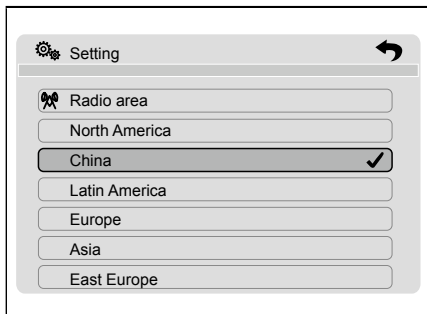 Setting
Radio area
North America
China
Latin America
Europe
Asia
East Europe